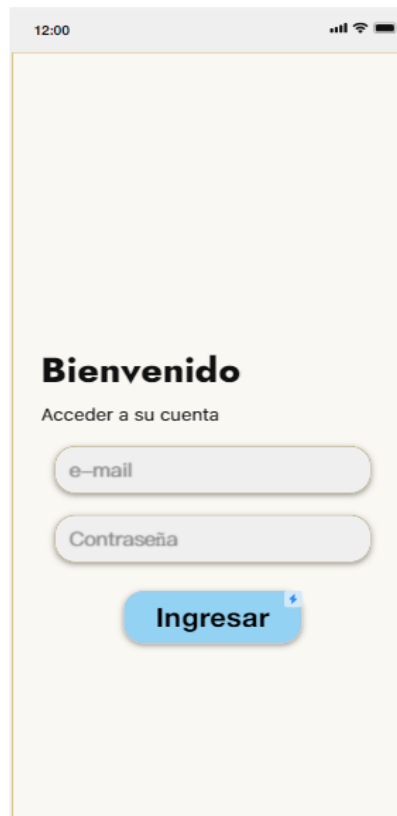 12:00
Bienvenido
Acceder a su cuenta
e-mail
Contraseña
Ingresar